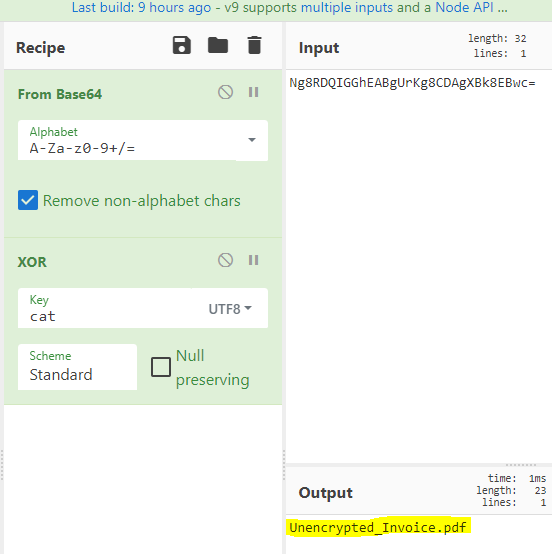 Last build: 9 hours ago - v9 supports multiple inputs and a Node API ...
Recipe
From Base64
Alphabet
A-Za-z0-9+/=
Remove non-alphabet chars
XOR
Key
cat
UTF8
Scheme
Standard
Null
preserving
Input
length: 32
lines: 1
Ng8RDQIGGhEABgUrKg8CDAgXBk8EBwc=
Output
time: 1ms
length: 23
lines: 1
Unencrypted_Invoice.pdf